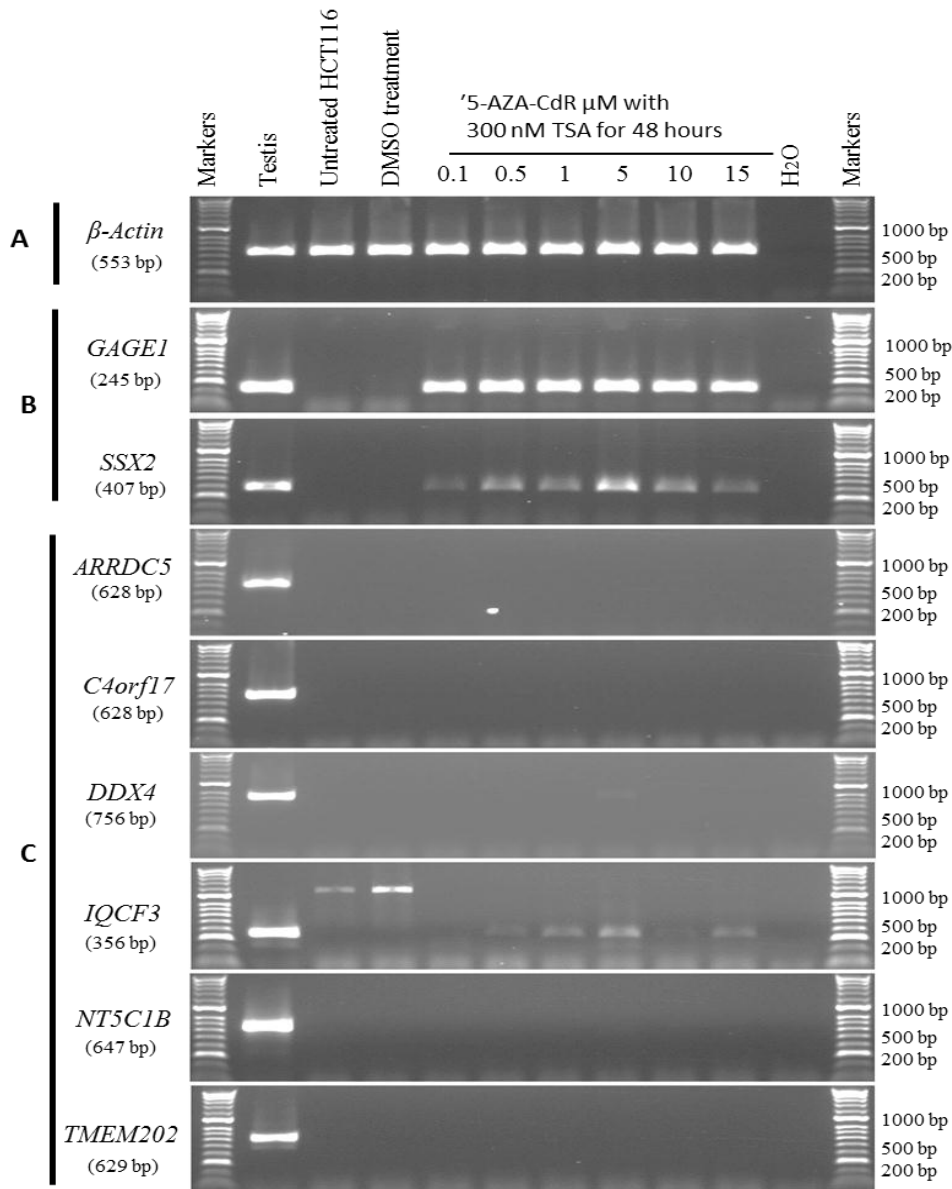 Markers
Testis
Untreated HCT116
DMSO treatment
'5-AZA-CdR µM with
300 nM TSA for 48 hours
0.1 0.5 1 5 10 15
H₂O
Markers
A
β-Actin
(553 bp)
1000 bp
500 bp
200 bp
B
GAGE1
(245 bp)
1000 bp
500 bp
200 bp
SSX2
(407 bp)
1000 bp
500 bp
200 bp
C
ARRDC5
(628 bp)
1000 bp
500 bp
200 bp
C4orf17
(628 bp)
1000 bp
500 bp
200 bp
DDX4
(756 bp)
1000 bp
500 bp
200 bp
IQCF3
(356 bp)
1000 bp
500 bp
200 bp
NT5C1B
(647 bp)
1000 bp
500 bp
200 bp
TMEM202
(629 bp)
1000 bp
500 bp
200 bp